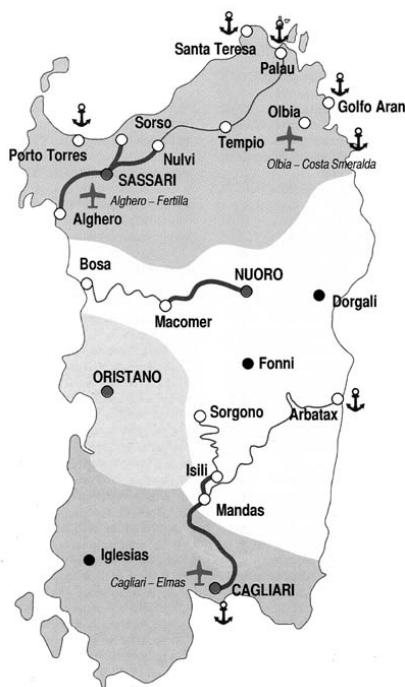 Santa Teresa
Palau
Golfo Aran
Olbia
Sorso
Porto Torres
Tempio
Nulvi
Olbia – Costa Smeralda
SASSARI
Alghero – Fertilla
Alghero
Bosa
NUORO
Dorgali
Macomer
Fonni
ORISTANO
Sorgono
Arbatax
Isili
Mandas
Iglesias
Cagliari – Elmas
CAGLIARI